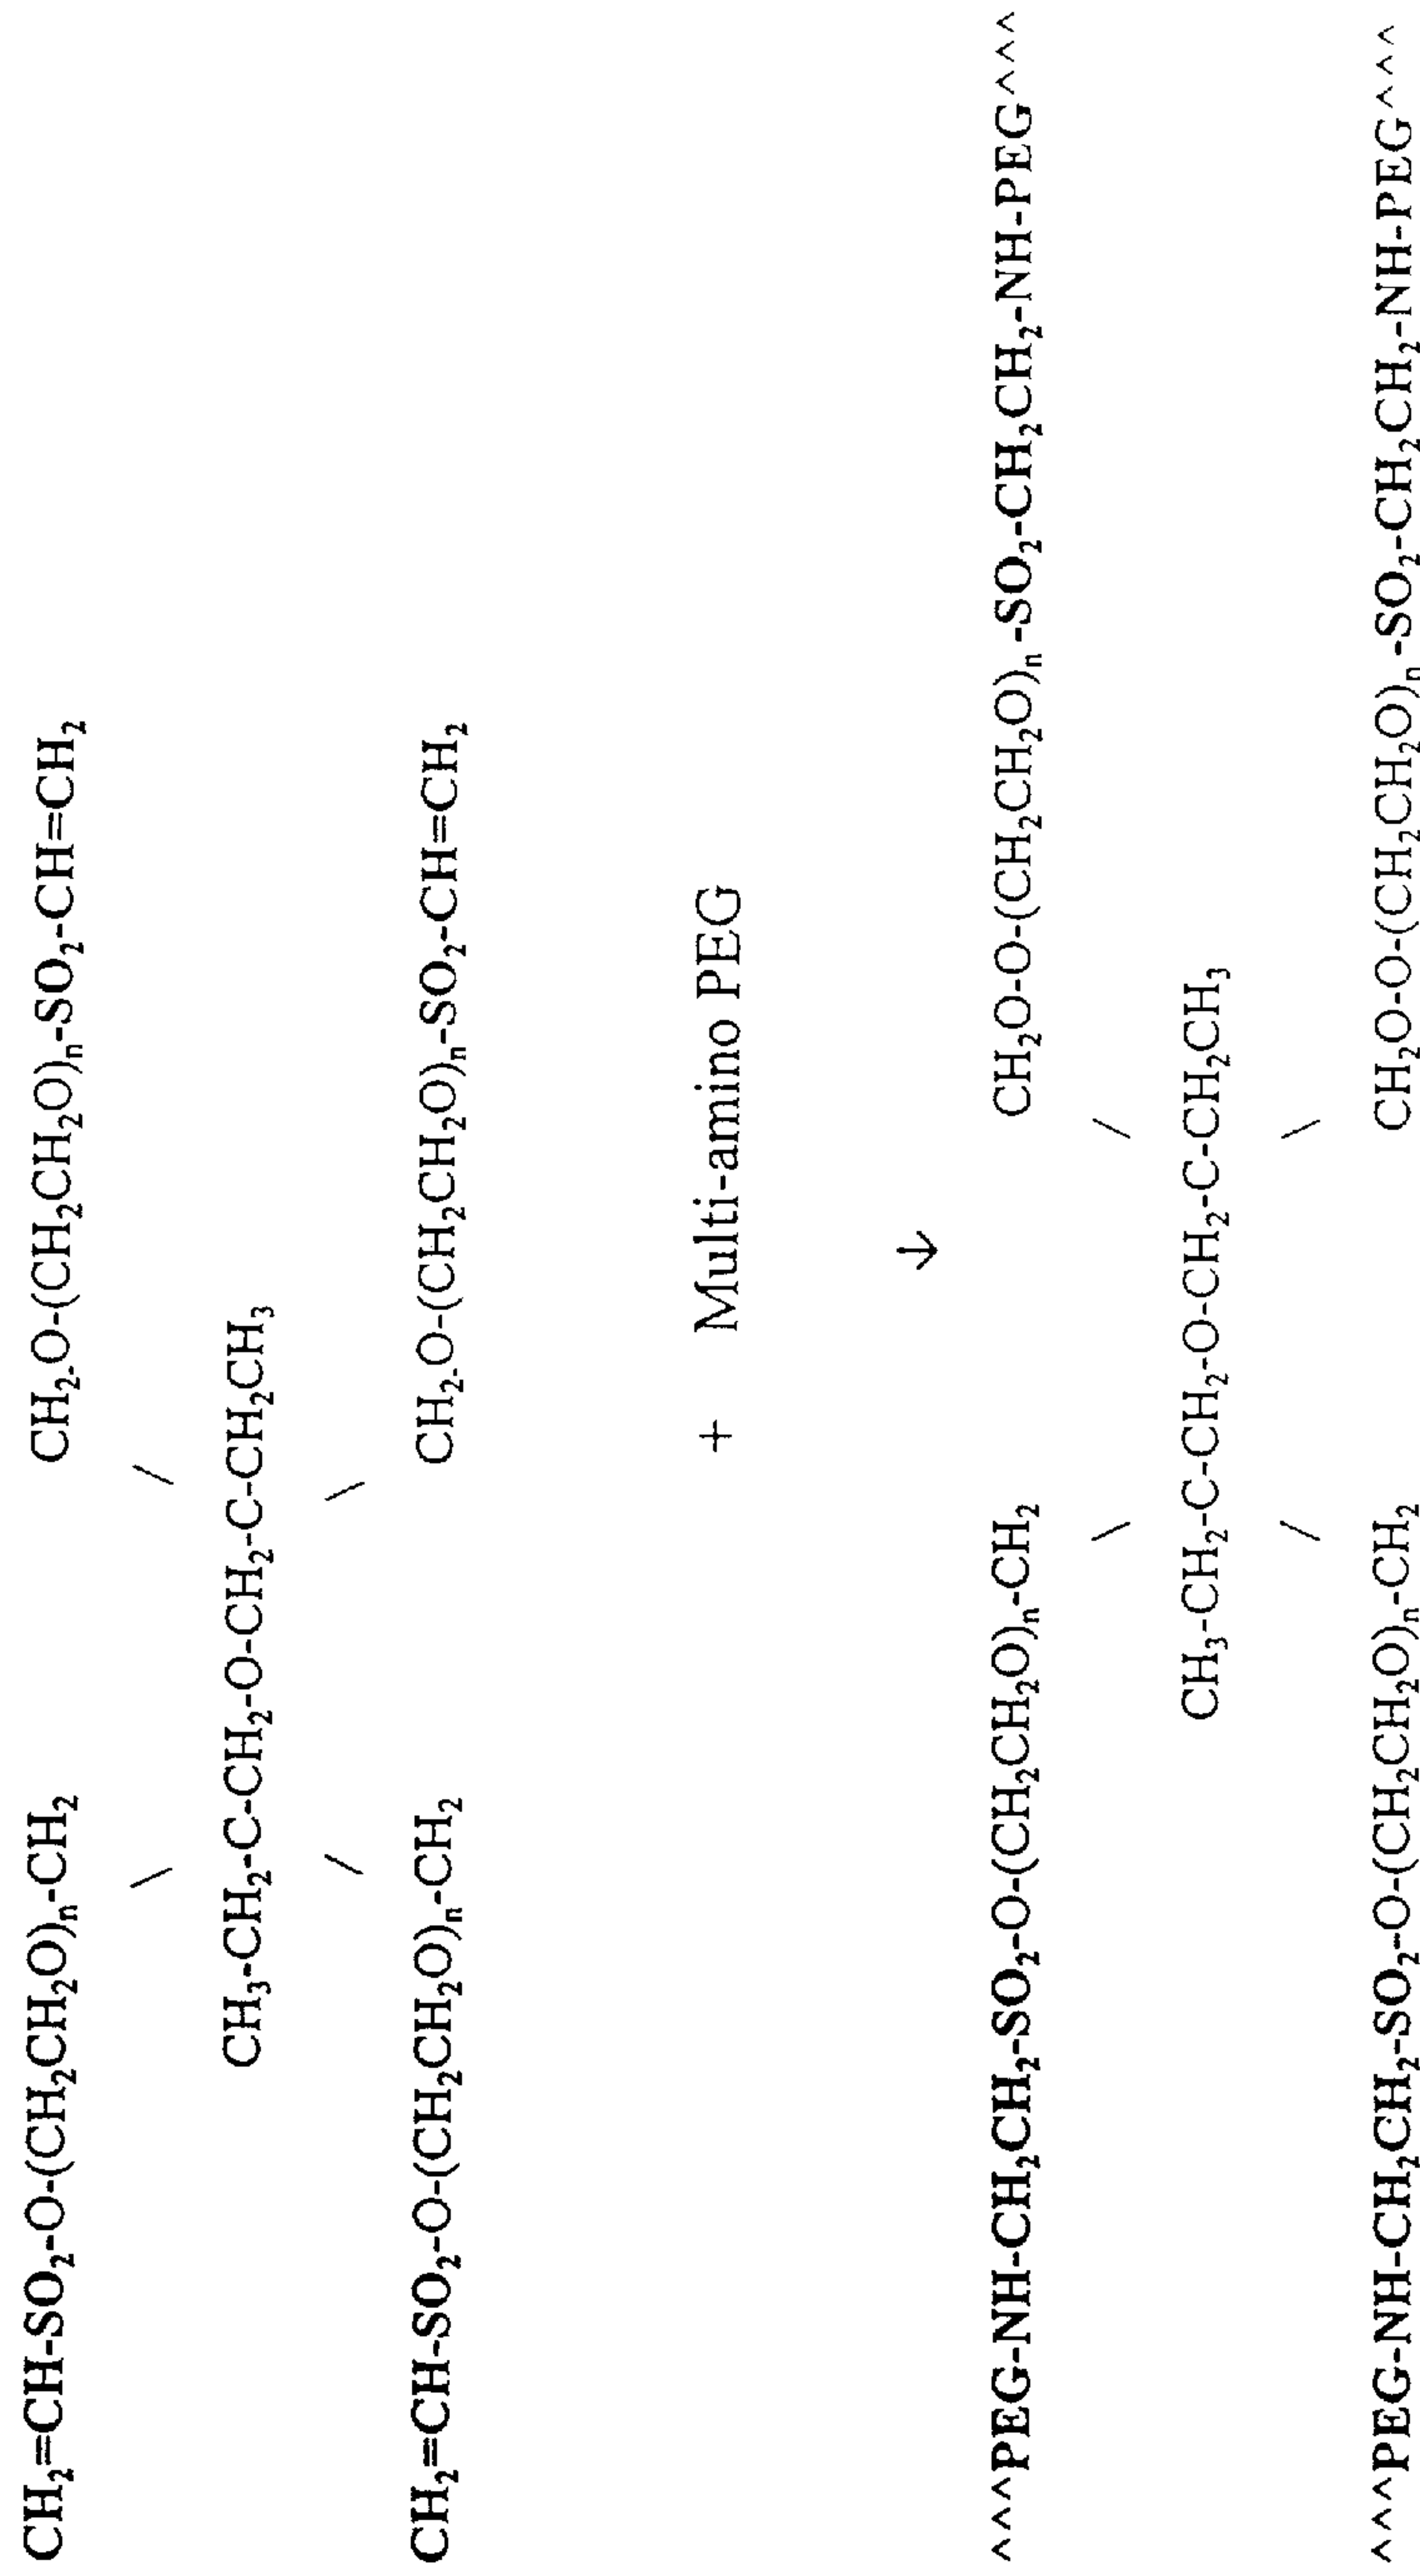 CH₂=CH-SO₂-O-(CH₂CH₂O)ₙ-CH₂ CH₂-O-(CH₂CH₂O)ₙ-SO₂-CH=CH₂
\ /
CH₃-CH₂-C-CH₂-O-CH₂-C-CH₂CH₃
/ \
CH₂=CH-SO₂-O-(CH₂CH₂O)ₙ-CH₂ CH₂-O-(CH₂CH₂O)ₙ-SO₂-CH=CH₂
+ Multi-amino PEG
↓
^^^PEG-NH-CH₂CH₂-SO₂-O-(CH₂CH₂O)ₙ-CH₂ CH₂O-O-(CH₂CH₂O)ₙ-SO₂-CH₂CH₂-NH-PEG^^^
\ /
CH₃-CH₂-C-CH₂-O-CH₂-C-CH₂CH₃
/ \
^^^PEG-NH-CH₂CH₂-SO₂-O-(CH₂CH₂O)ₙ-CH₂ CH₂O-O-(CH₂CH₂O)ₙ-SO₂-CH₂CH₂-NH-PEG^^^